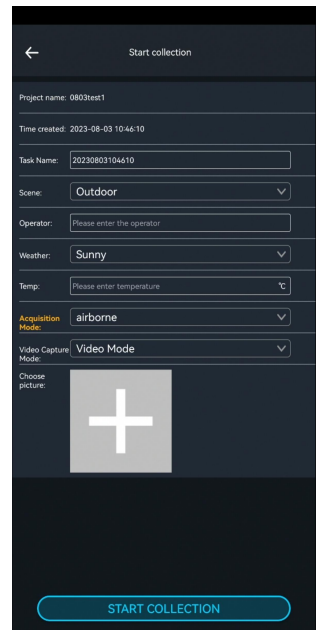 Start collection
Project name: 0803test1
Time created: 2023-08-03 10:46:10
Task Name: 20230803104610
Scene: Outdoor
Operator: Please enter the operator
Weather: Sunny
Temp: Please enter temperature ℃
Acquisition
Mode: airborne
Video Capture
Mode: Video Mode
Choose
picture:
START COLLECTION